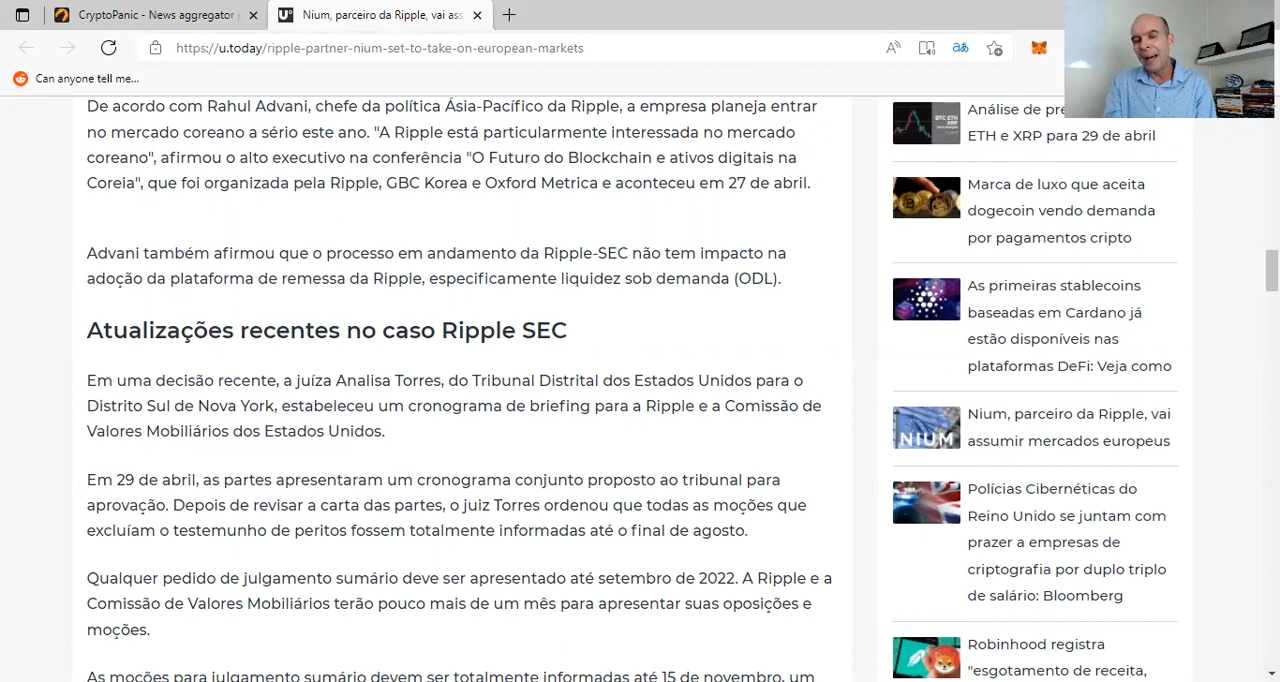 CryptoPanic - News aggregator
Nium, parceiro da Ripple, vai ass
https://u.today/ripple-partner-nium-set-to-take-on-european-markets
Can anyone tell me...
De acordo com Rahul Advani, chefe da política Ásia-Pacífico da Ripple, a empresa planeja entrar
no mercado coreano a sério este ano. "A Ripple está particularmente interessada no mercado
coreano", afirmou o alto executivo na conferência "O Futuro do Blockchain e ativos digitais na
Coreia", que foi organizada pela Ripple, GBC Korea e Oxford Metrica e aconteceu em 27 de abril.
Advani também afirmou que o processo em andamento da Ripple-SEC não tem impacto na
adoção da plataforma de remessa da Ripple, especificamente liquidez sob demanda (ODL).
Atualizações recentes no caso Ripple SEC
Em uma decisão recente, a juíza Analisa Torres, do Tribunal Distrital dos Estados Unidos para o
Distrito Sul de Nova York, estabeleceu um cronograma de briefing para a Ripple e a Comissão de
Valores Mobiliários dos Estados Unidos.
Em 29 de abril, as partes apresentaram um cronograma conjunto proposto ao tribunal para
aprovação. Depois de revisar a carta das partes, o juiz Torres ordenou que todas as moções que
excluíam o testemunho de peritos fossem totalmente informadas até o final de agosto.
Qualquer pedido de julgamento sumário deve ser apresentado até setembro de 2022. A Ripple e a
Comissão de Valores Mobiliários terão pouco mais de um mês para apresentar suas oposições e
moções.
As moções para julgamento sumário devem ser totalmente informadas até 15 de novembro, um
Análise de pre
ETH e XRP para 29 de abril
Marca de luxo que aceita
dogecoin vendo demanda
por pagamentos cripto
As primeiras stablecoins
baseadas em Cardano já
estão disponíveis nas
plataformas DeFi: Veja como
NIUM
Nium, parceiro da Ripple, vai
assumir mercados europeus
Polícias Cibernéticas do
Reino Unido se juntam com
prazer a empresas de
criptografia por duplo triplo
de salário: Bloomberg
Robinhood registra
"esgotamento de receita,